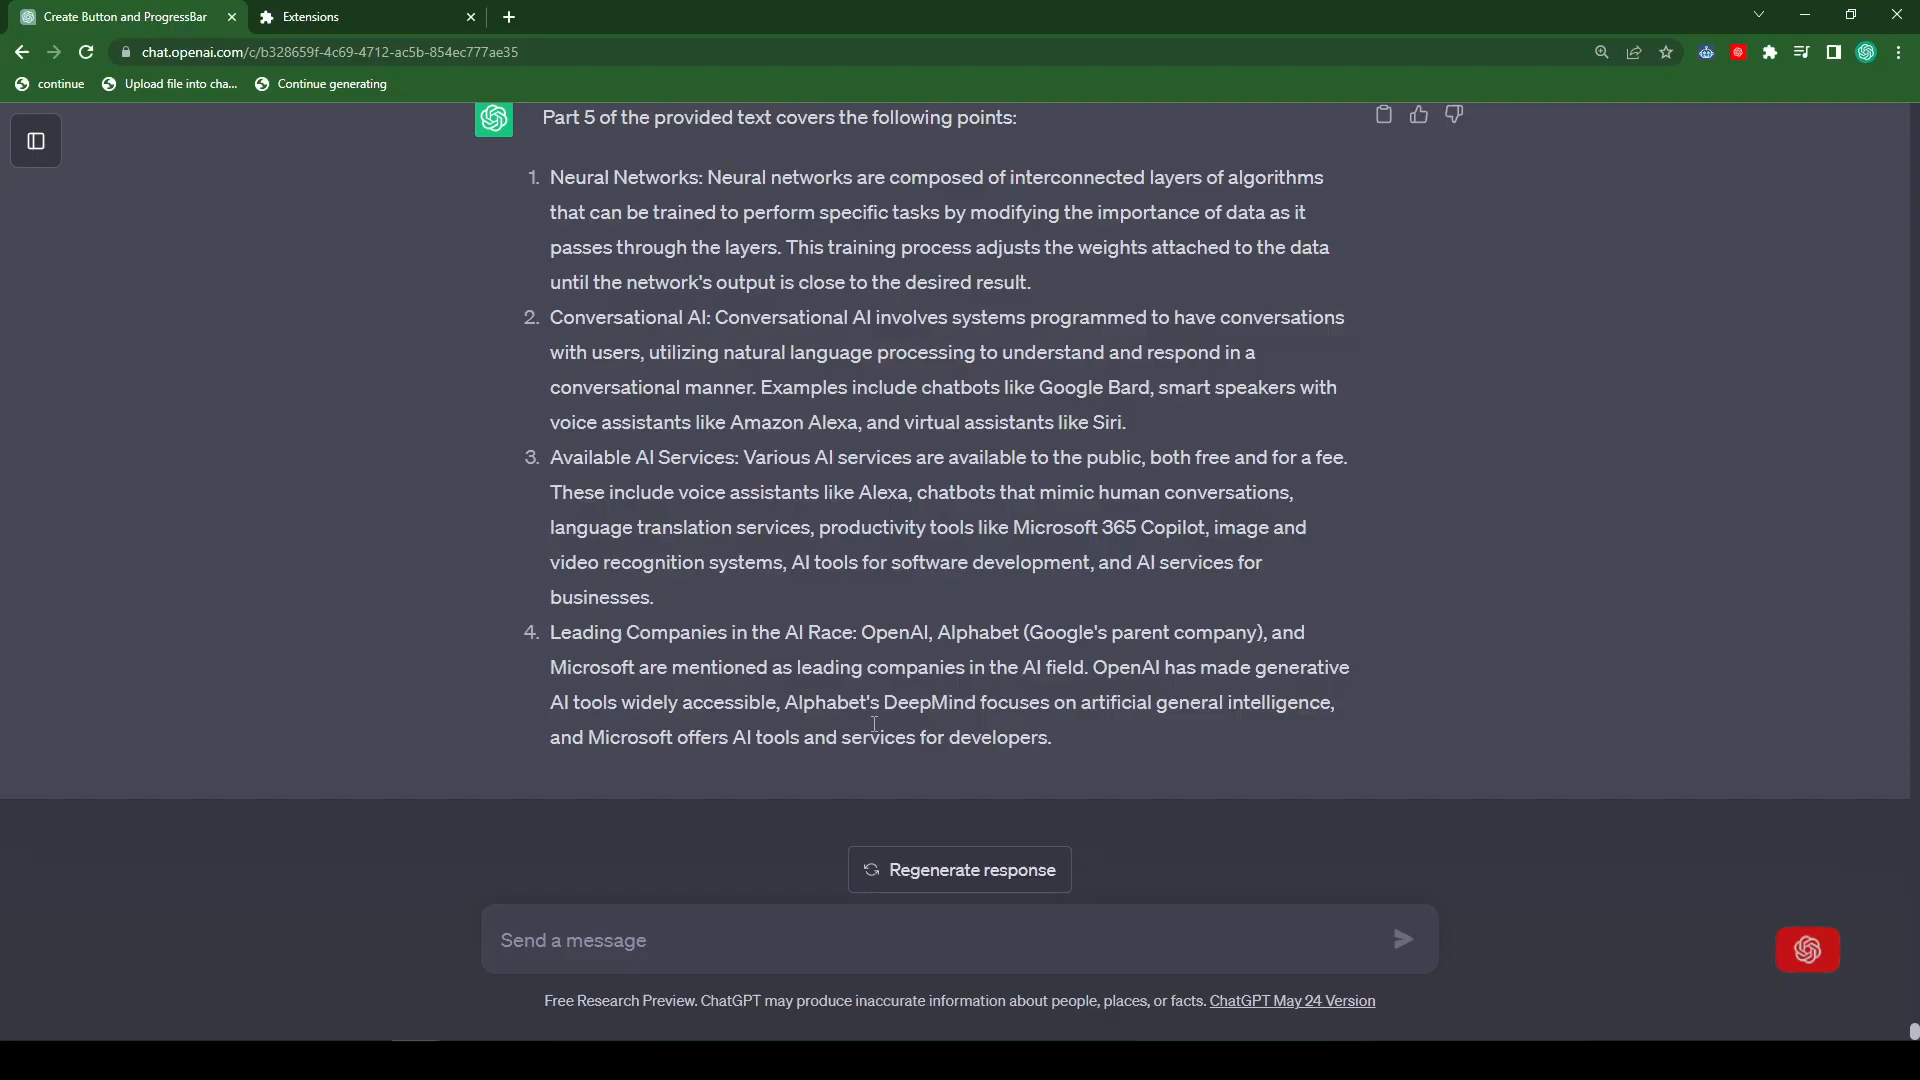 Create Button and ProgressBar
Extensions
chat.openai.com/c/b328659f-4c69-4712-ac5b-854ec777ae35
continue
Upload file into cha...
Continue generating
Part 5 of the provided text covers the following points:
1. Neural Networks: Neural networks are composed of interconnected layers of algorithms
that can be trained to perform specific tasks by modifying the importance of data as it
passes through the layers. This training process adjusts the weights attached to the data
until the network's output is close to the desired result.
2. Conversational AI: Conversational AI involves systems programmed to have conversations
with users, utilizing natural language processing to understand and respond in a
conversational manner. Examples include chatbots like Google Bard, smart speakers with
voice assistants like Amazon Alexa, and virtual assistants like Siri.
3. Available AI Services: Various AI services are available to the public, both free and for a fee.
These include voice assistants like Alexa, chatbots that mimic human conversations,
language translation services, productivity tools like Microsoft 365 Copilot, image and
video recognition systems, AI tools for software development, and AI services for
businesses.
4. Leading Companies in the AI Race: OpenAI, Alphabet (Google's parent company), and
Microsoft are mentioned as leading companies in the AI field. OpenAI has made generative
AI tools widely accessible, Alphabet's DeepMind focuses on artificial general intelligence,
and Microsoft offers AI tools and services for developers.
Regenerate response
Send a message
Free Research Preview. ChatGPT may produce inaccurate information about people, places, or facts. ChatGPT May 24 Version